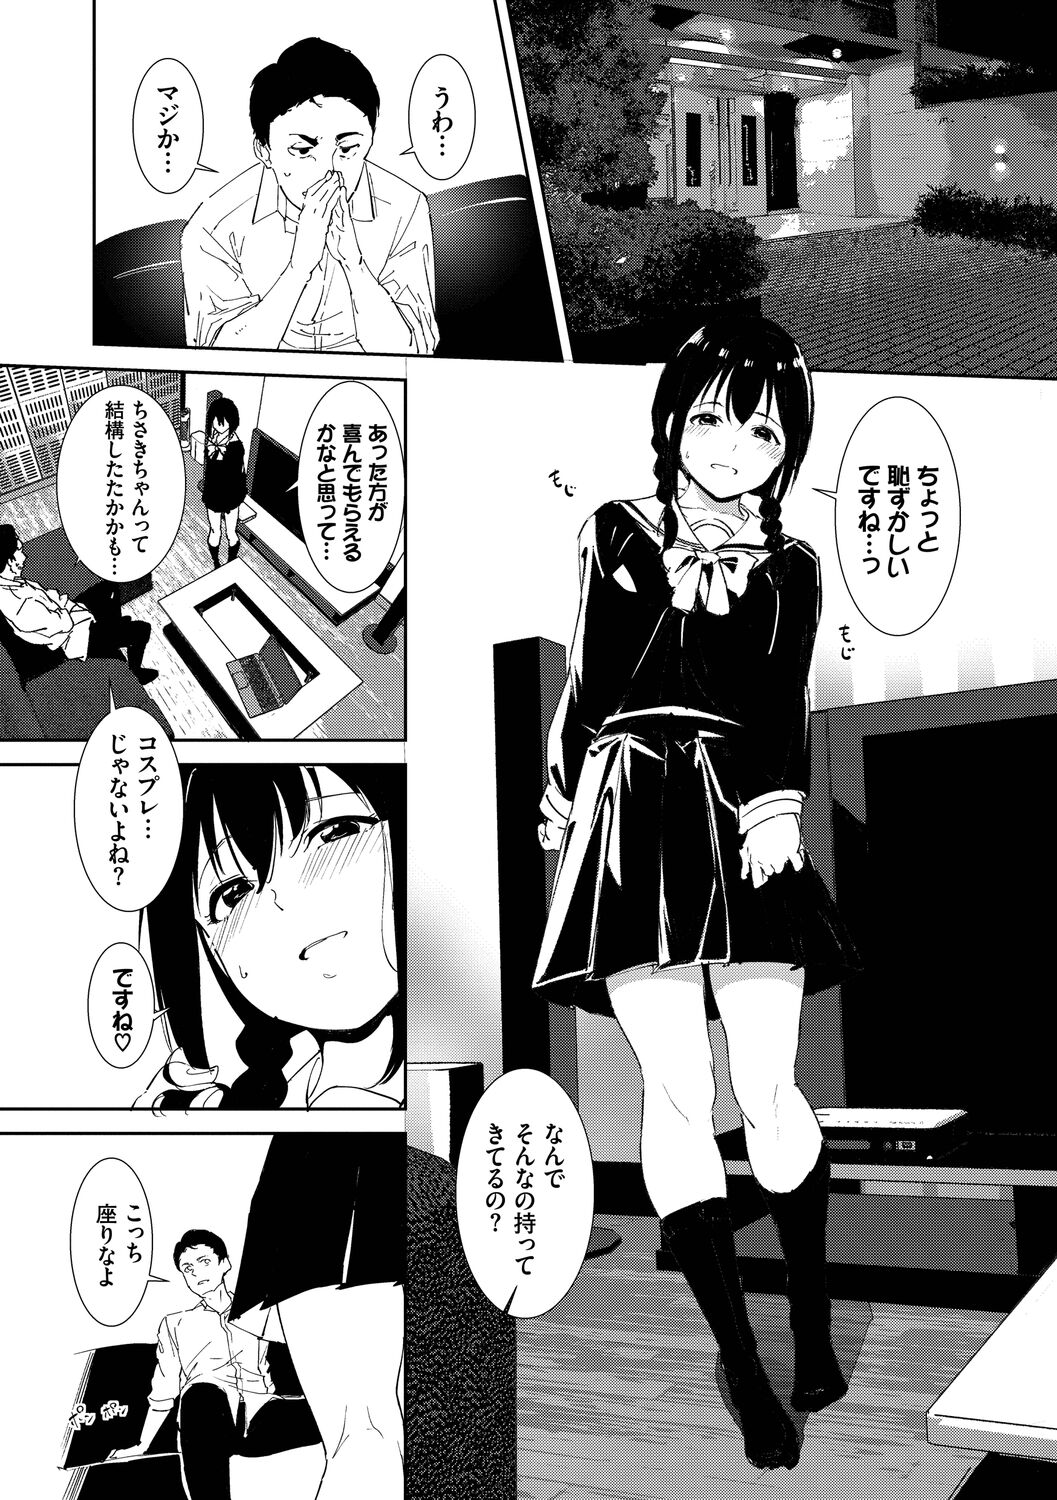 うわ…
マジか…
ちょっと
恥ずかしい
ですね…っ
もじ
もじ
なんで
そんなの持って
きてるの？
あった方が
喜んでもらえる
かなと思って…
ちさきちゃんって
結構したたかかも…
コスプレ…
じゃないよね？
ですね♡
こっち
座りなよ
ポン
ポン